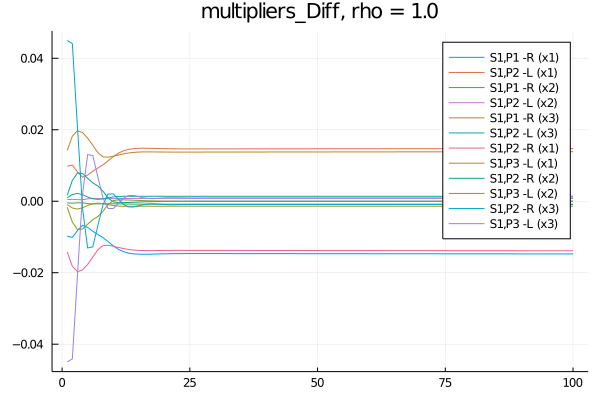 multipliers_Diff, rho = 1.0
0.04
0.02
0.00
−0.02
−0.04
0
25
50
75
100
S1,P1 -R (x1)
S1,P2 -L (x1)
S1,P1 -R (x2)
S1,P2 -L (x2)
S1,P1 -R (x3)
S1,P2 -L (x3)
S1,P2 -R (x1)
S1,P3 -L (x1)
S1,P2 -R (x2)
S1,P3 -L (x2)
S1,P2 -R (x3)
S1,P3 -L (x3)